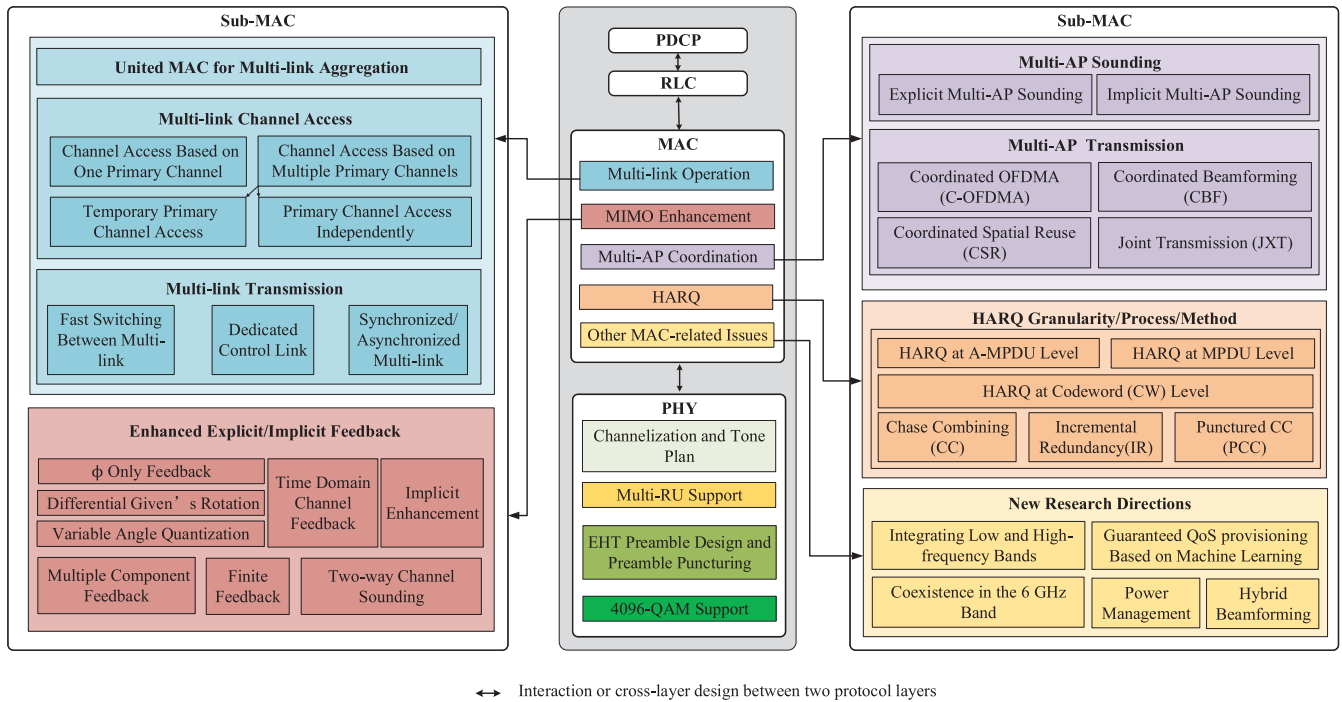 Sub-MAC
United MAC for Multi-link Aggregation
Multi-link Channel Access
Channel Access Based on
One Primary Channel
Channel Access Based on
Multiple Primary Channels
Temporary Primary
Channel Access
Primary Channel Access
Independently
Multi-link Transmission
Fast Switching
Between Multi-
link
Dedicated
Control Link
Synchronized/
Asynchronized
Multi-link
Enhanced Explicit/Implicit Feedback
ϕ Only Feedback
Differential Given’s Rotation
Variable Angle Quantization
Time Domain
Channel
Feedback
Implicit
Enhancement
Multiple Component
Feedback
Finite
Feedback
Two-way Channel
Sounding
PDCP
RLC
MAC
Multi-link Operation
MIMO Enhancement
Multi-AP Coordination
HARQ
Other MAC-related Issues
PHY
Channelization and Tone
Plan
Multi-RU Support
EHT Preamble Design and
Preamble Puncturing
4096-QAM Support
Sub-MAC
Multi-AP Sounding
Explicit Multi-AP Sounding
Implicit Multi-AP Sounding
Multi-AP Transmission
Coordinated OFDMA
(C-OFDMA)
Coordinated Beamforming
(CBF)
Coordinated Spatial Reuse
(CSR)
Joint Transmission (JXT)
HARQ Granularity/Process/Method
HARQ at A-MPDU Level
HARQ at MPDU Level
HARQ at Codeword (CW) Level
Chase Combining
(CC)
Incremental
Redundancy(IR)
Punctured CC
(PCC)
New Research Directions
Integrating Low and High-
frequency Bands
Guaranteed QoS provisioning
Based on Machine Learning
Coexistence in the 6 GHz
Band
Power
Management
Hybrid
Beamforming
Interaction or cross-layer design between two protocol layers